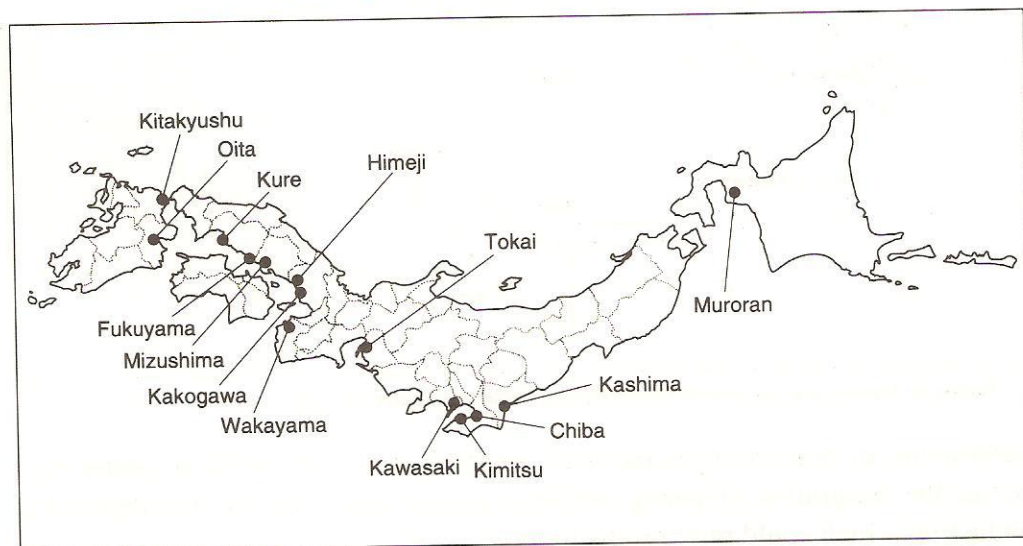 Kitakyushu
Oita
Kure
Himeji
Tokai
Muroran
Fukuyama
Mizushima
Kakogawa
Wakayama
Kashima
Chiba
Kawasaki
Kimitsu